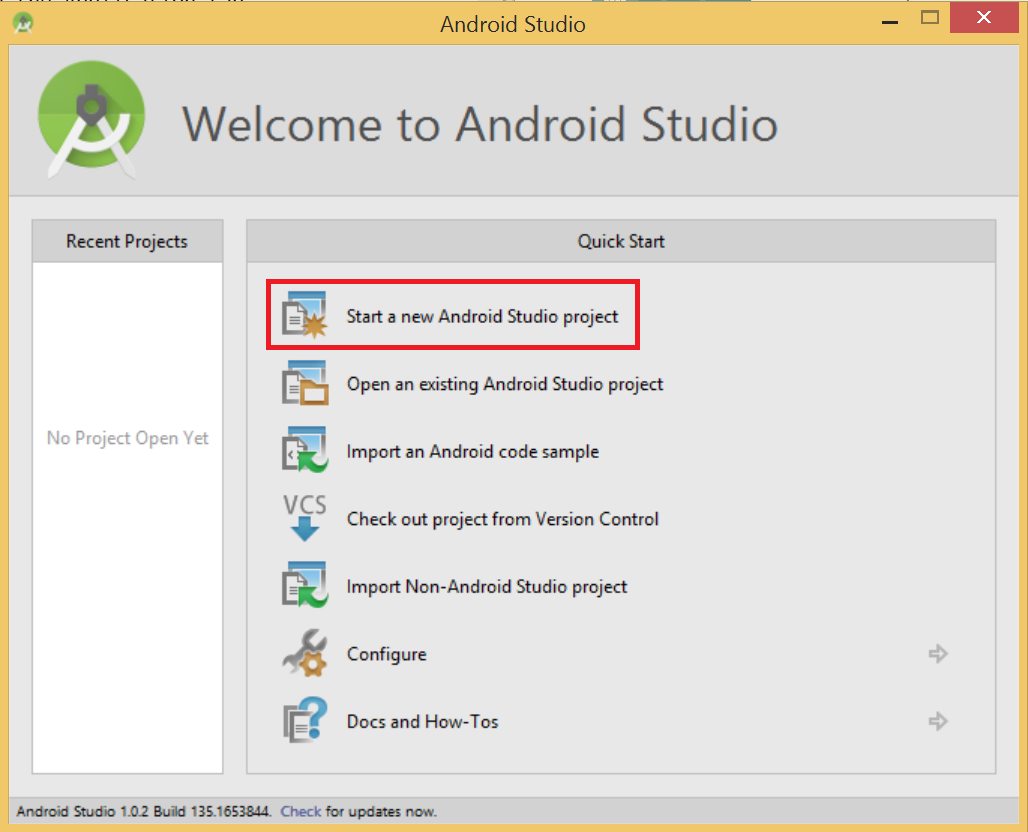 Android Studio
Welcome to Android Studio
Recent Projects
No Project Open Yet
Quick Start
Start a new Android Studio project
Open an existing Android Studio project
Import an Android code sample
VCS
Check out project from Version Control
Import Non-Android Studio project
Configure
Docs and How-Tos
Android Studio 1.0.2 Build 135.1653844. Check for updates now.